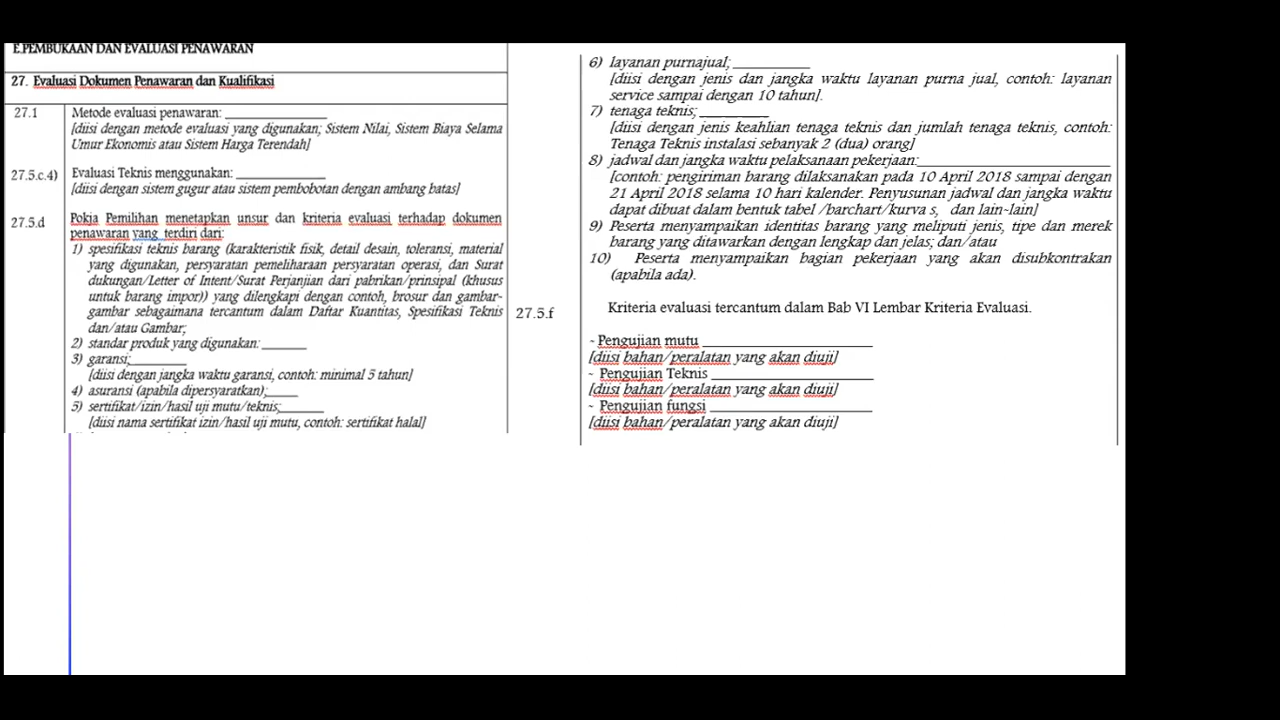 E.PEMBUKAAN DAN EVALUASI PENAWARAN
27. Evaluasi Dokumen Penawaran dan Kualifikasi
27.1 Metode evaluasi penawaran: _______________
[diisi dengan metode evaluasi yang digunakan; Sistem Nilai, Sistem Biaya Selama
Umur Ekonomis atau Sistem Harga Terendah]
27.5.c.4) Evaluasi Teknis menggunakan: _____________
[diisi dengan sistem gugur atau sistem pembobotan dengan ambang batas]
27.5.d Pokja Pemilihan menetapkan unsur dan kriteria evaluasi terhadap dokumen
penawaran yang terdiri dari:
1) spesifikasi teknis barang (karakteristik fisik, detail desain, toleransi, material
yang digunakan, persyaratan pemeliharaan persyaratan operasi, dan Surat
dukungan/Letter of Intent/Surat Perjanjian dari pabrikan/prinsipal (khusus
untuk barang impor)) yang dilengkapi dengan contoh, brosur dan gambar-
gambar sebagaimana tercantum dalam Daftar Kuantitas, Spesifikasi Teknis
dan/atau Gambar;
2) standar produk yang digunakan: ______
3) garansi;________
[diisi dengan jangka waktu garansi, contoh: minimal 5 tahun]
4) asuransi (apabila dipersyaratkan);_____
5) sertifikat/izin/hasil uji mutu/teknis;______
[diisi nama sertifikat izin/hasil uji mutu, contoh: sertifikat halal]
6) layanan purnajual; __________
[diisi dengan jenis dan jangka waktu layanan purna jual, contoh: layanan
service sampai dengan 10 tahun].
7) tenaga teknis; _________
[diisi dengan jenis keahlian tenaga teknis dan jumlah tenaga teknis, contoh:
Tenaga Teknis instalasi sebanyak 2 (dua) orang]
8) jadwal dan jangka waktu pelaksanaan pekerjaan:_________________________
[contoh: pengiriman barang dilaksanakan pada 10 April 2018 sampai dengan
21 April 2018 selama 10 hari kalender. Penyusunan jadwal dan jangka waktu
dapat dibuat dalam bentuk tabel /barchart/kurva s, dan lain-lain]
9) Peserta menyampaikan identitas barang yang meliputi jenis, tipe dan merek
barang yang ditawarkan dengan lengkap dan jelas; dan/atau
10) Peserta menyampaikan bagian pekerjaan yang akan disubkontrakan
(apabila ada).
Kriteria evaluasi tercantum dalam Bab VI Lembar Kriteria Evaluasi.
27.5.f
- Pengujian mutu ______________________
[diisi bahan/peralatan yang akan diuji]
- Pengujian Teknis _____________________
[diisi bahan/peralatan yang akan diuji]
- Pengujian fungsi _____________________
[diisi bahan/peralatan yang akan diuji]